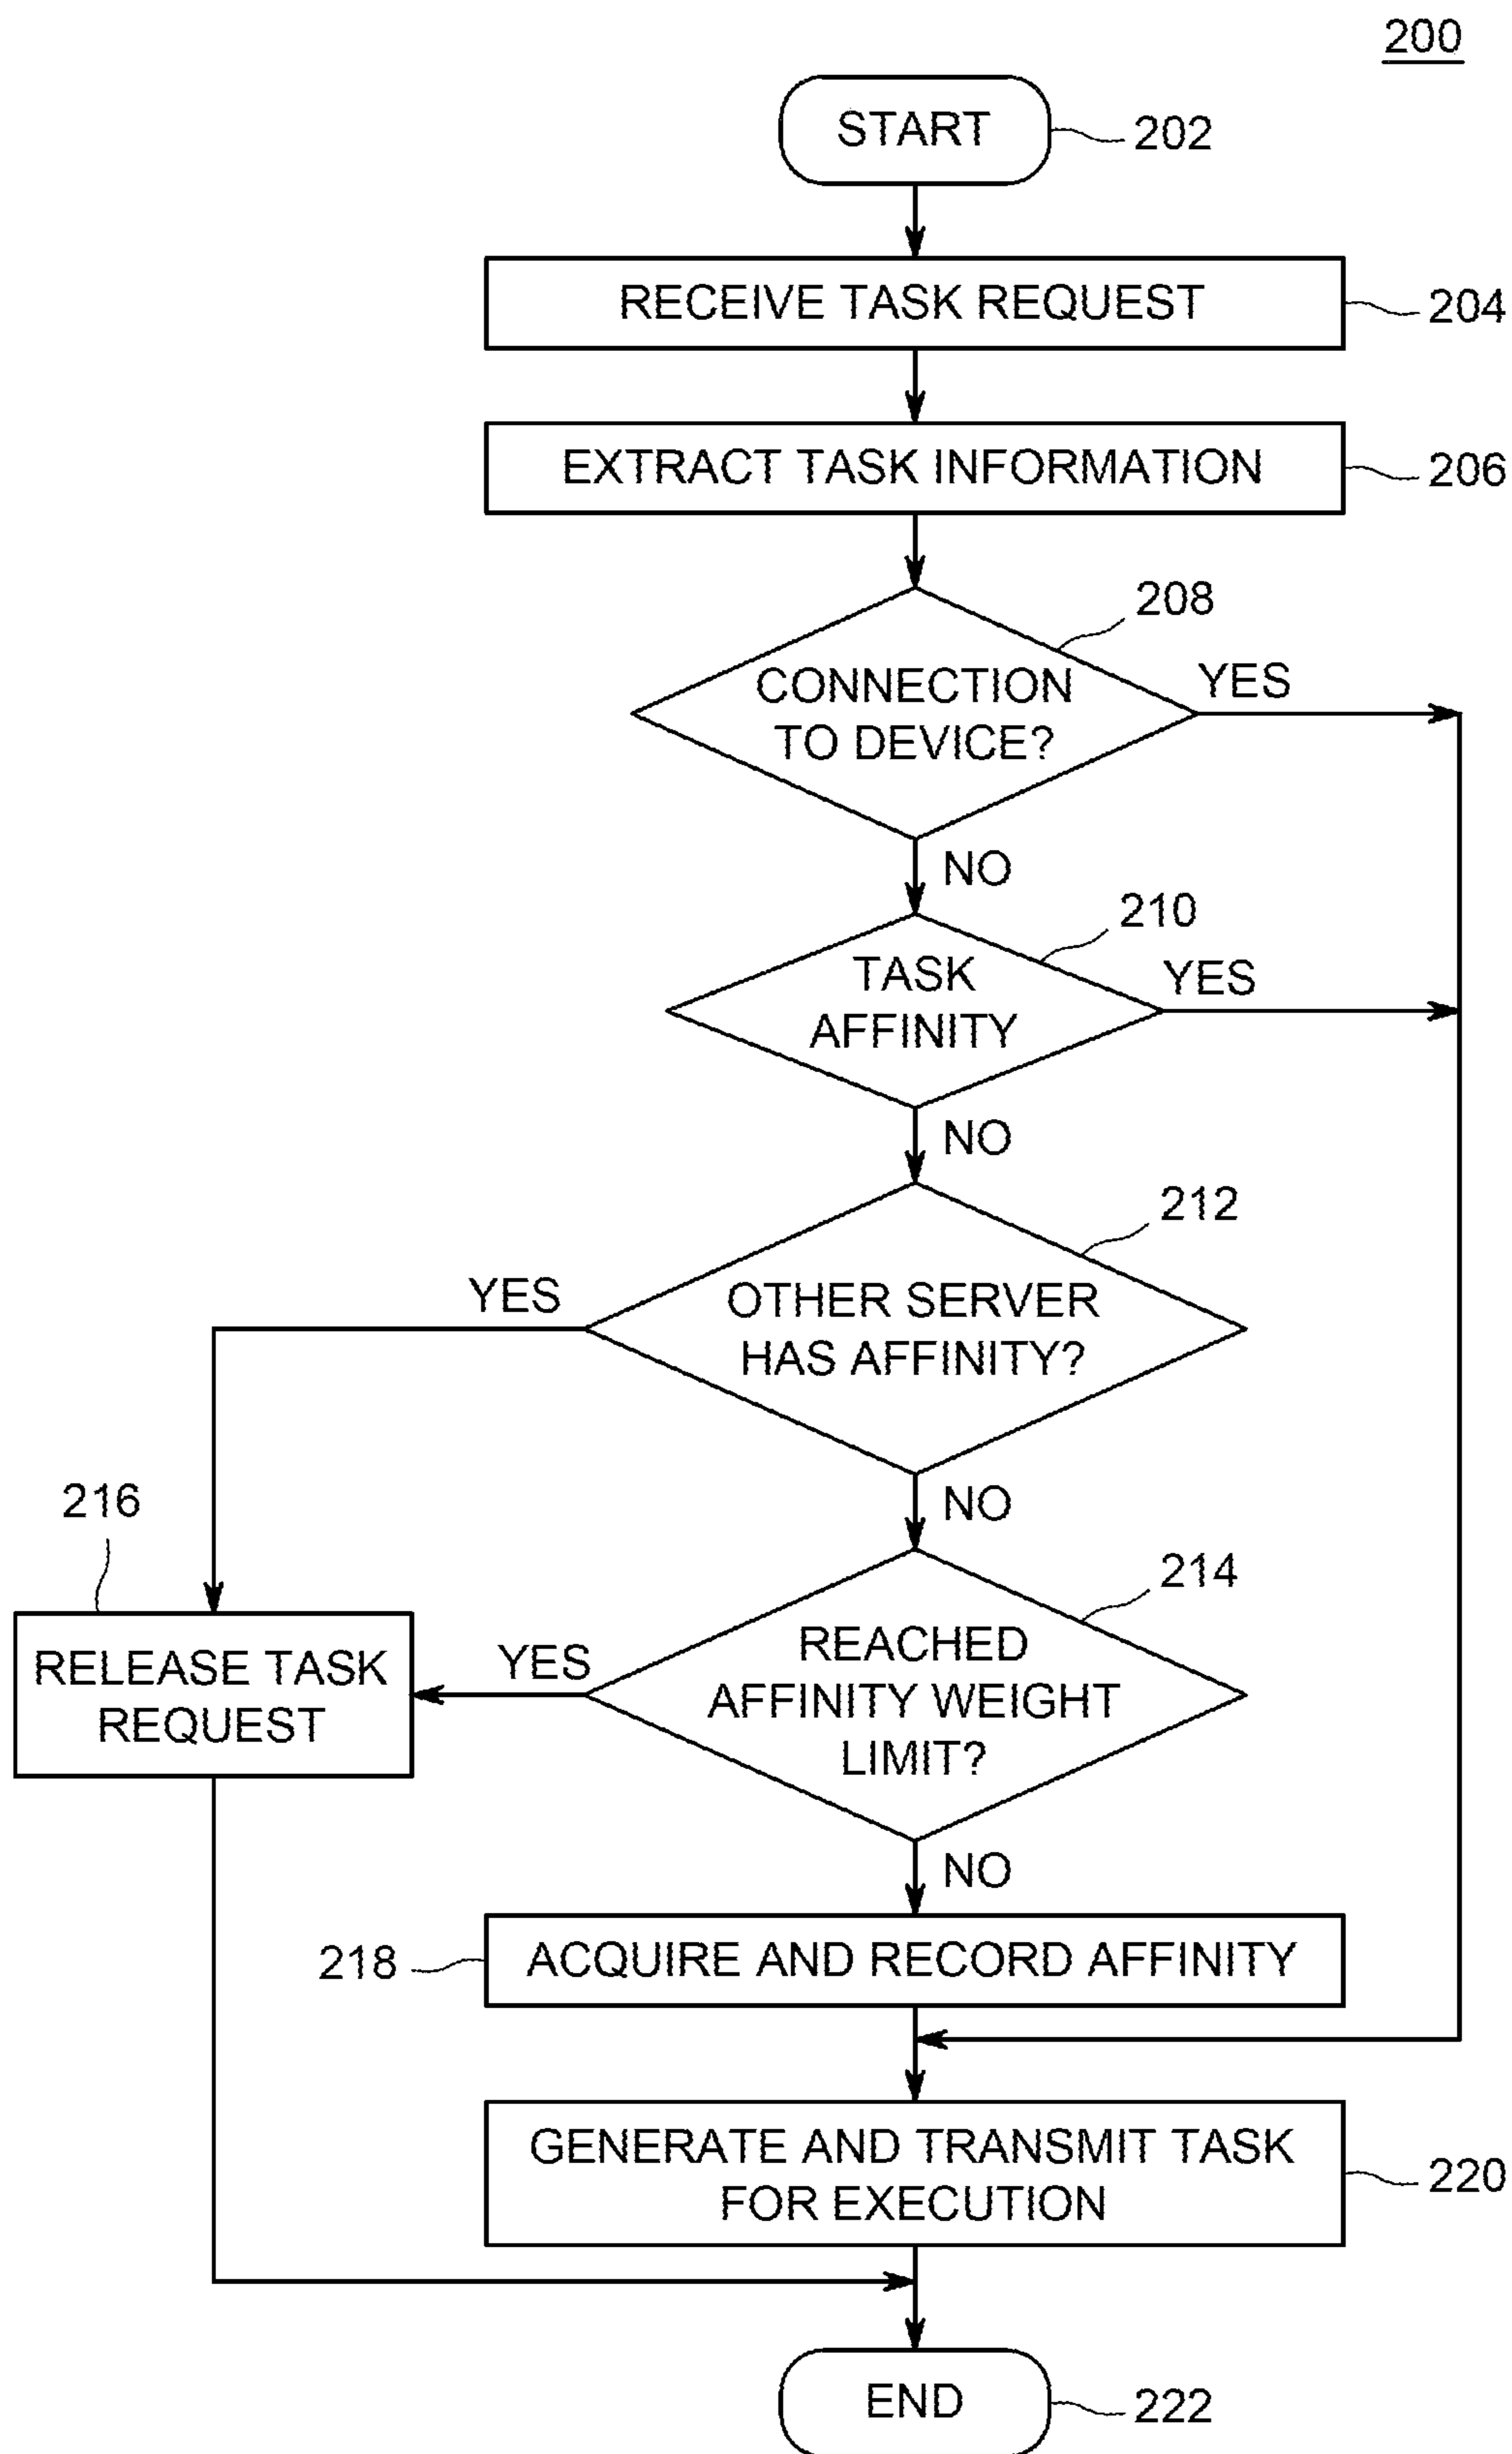 200
START
202
RECEIVE TASK REQUEST
204
EXTRACT TASK INFORMATION
206
208
CONNECTION
TO DEVICE?
YES
NO
210
TASK
AFFINITY
YES
NO
212
YES
OTHER SERVER
HAS AFFINITY?
NO
216
214
RELEASE TASK
REQUEST
YES
REACHED
AFFINITY WEIGHT
LIMIT?
NO
218
ACQUIRE AND RECORD AFFINITY
GENERATE AND TRANSMIT TASK
FOR EXECUTION
220
END
222